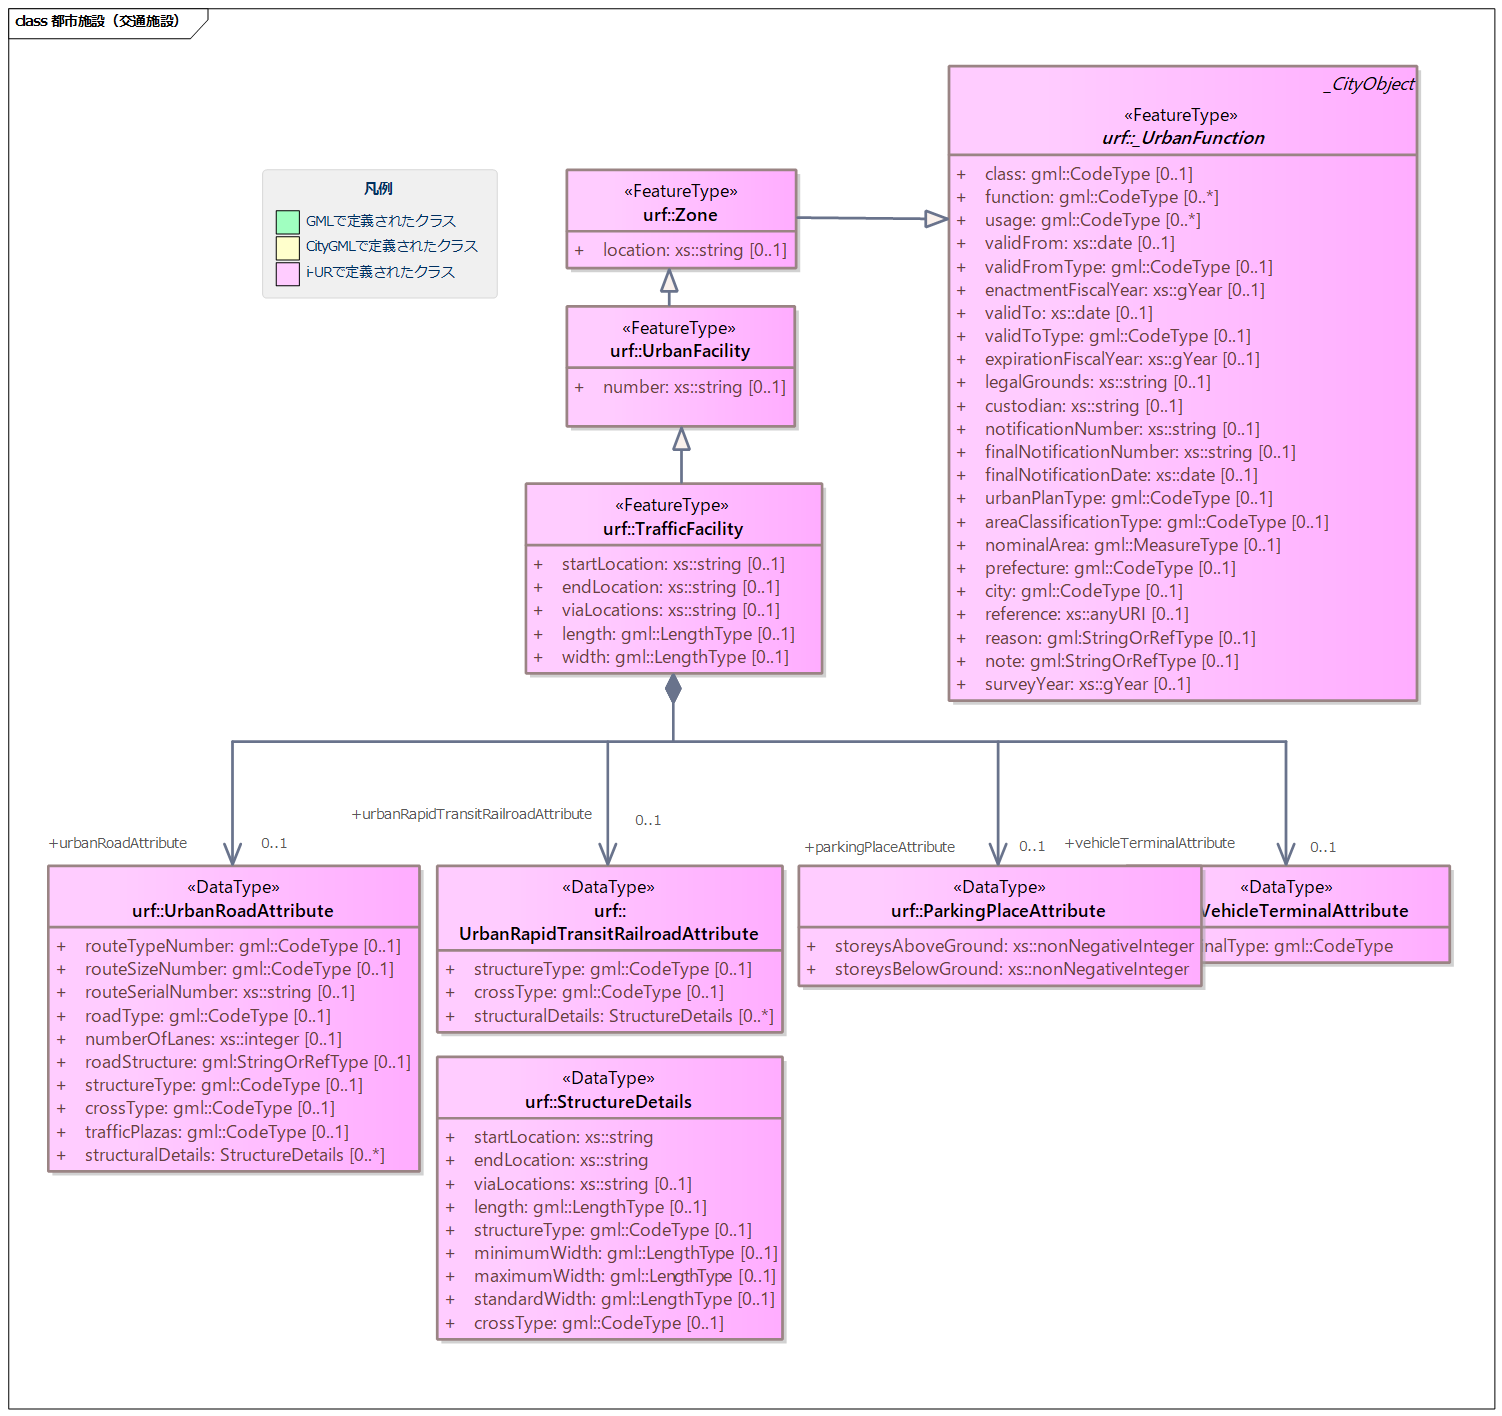 class 都市施設（交通施設）
凡例
GMLで定義されたクラス
CityGMLで定義されたクラス
i-URで定義されたクラス
_CityObject
«FeatureType»
urf::_UrbanFunction
+ class: gml::CodeType [0..1]
+ function: gml::CodeType [0..*]
+ usage: gml::CodeType [0..*]
+ validFrom: xs::date [0..1]
+ validFromType: gml::CodeType [0..1]
+ enactmentFiscalYear: xs::gYear [0..1]
+ validTo: xs::date [0..1]
+ validToType: gml::CodeType [0..1]
+ expirationFiscalYear: xs::gYear [0..1]
+ legalGrounds: xs::string [0..1]
+ custodian: xs::string [0..1]
+ notificationNumber: xs::string [0..1]
+ finalNotificationNumber: xs::string [0..1]
+ finalNotificationDate: xs::date [0..1]
+ urbanPlanType: gml::CodeType [0..1]
+ areaClassificationType: gml::CodeType [0..1]
+ nominalArea: gml::MeasureType [0..1]
+ prefecture: gml::CodeType [0..1]
+ city: gml::CodeType [0..1]
+ reference: xs::anyURI [0..1]
+ reason: gml:StringOrRefType [0..1]
+ note: gml:StringOrRefType [0..1]
+ surveyYear: xs::gYear [0..1]
«FeatureType»
urf::Zone
+ location: xs::string [0..1]
«FeatureType»
urf::UrbanFacility
+ number: xs::string [0..1]
«FeatureType»
urf::TrafficFacility
+ startLocation: xs::string [0..1]
+ endLocation: xs::string [0..1]
+ viaLocations: xs::string [0..1]
+ length: gml::LengthType [0..1]
+ width: gml::LengthType [0..1]
+urbanRoadAttribute 0..1
+urbanRapidTransitRailroadAttribute 0..1
+parkingPlaceAttribute 0..1
+vehicleTerminalAttribute 0..1
«DataType»
urf::UrbanRoadAttribute
+ routeTypeNumber: gml::CodeType [0..1]
+ routeSizeNumber: gml::CodeType [0..1]
+ routeSerialNumber: xs::string [0..1]
+ roadType: gml::CodeType [0..1]
+ numberOfLanes: xs::integer [0..1]
+ roadStructure: gml:StringOrRefType [0..1]
+ structureType: gml::CodeType [0..1]
+ crossType: gml::CodeType [0..1]
+ trafficPlazas: gml::CodeType [0..1]
+ structuralDetails: StructureDetails [0..*]
«DataType»
urf::
UrbanRapidTransitRailroadAttribute
+ structureType: gml::CodeType [0..1]
+ crossType: gml::CodeType [0..1]
+ structuralDetails: StructureDetails [0..*]
«DataType»
urf::ParkingPlaceAttribute
+ storeysAboveGround: xs::nonNegativeInteger
+ storeysBelowGround: xs::nonNegativeInteger
«DataType»
VehicleTerminalAttribute
nalType: gml::CodeType
«DataType»
urf::StructureDetails
+ startLocation: xs::string
+ endLocation: xs::string
+ viaLocations: xs::string [0..1]
+ length: gml::LengthType [0..1]
+ structureType: gml::CodeType [0..1]
+ minimumWidth: gml::LengthType [0..1]
+ maximumWidth: gml::LengthType [0..1]
+ standardWidth: gml::LengthType [0..1]
+ crossType: gml::CodeType [0..1]